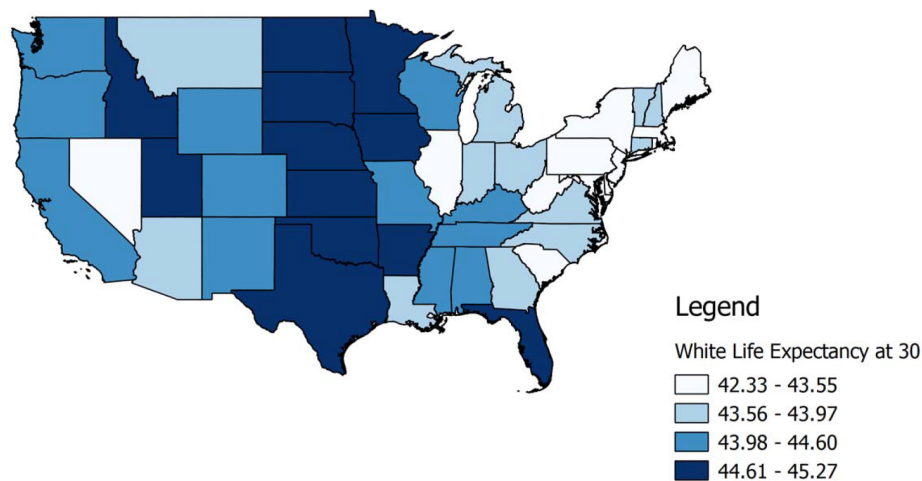 Legend
White Life Expectancy at 30
42.33 - 43.55
43.56 - 43.97
43.98 - 44.60
44.61 - 45.27